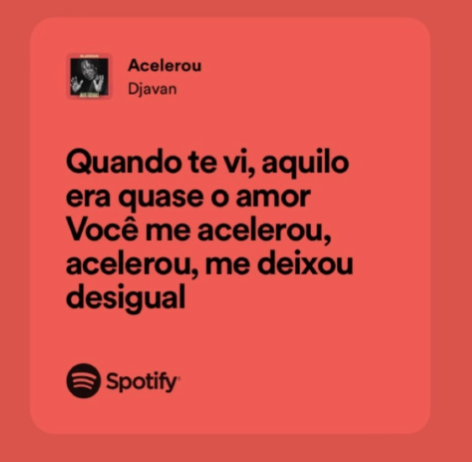 Acelerou
Djavan
Quando te vi, aquilo
era quase o amor
Você me acelerou,
acelerou, me deixou
desigual
Spotify